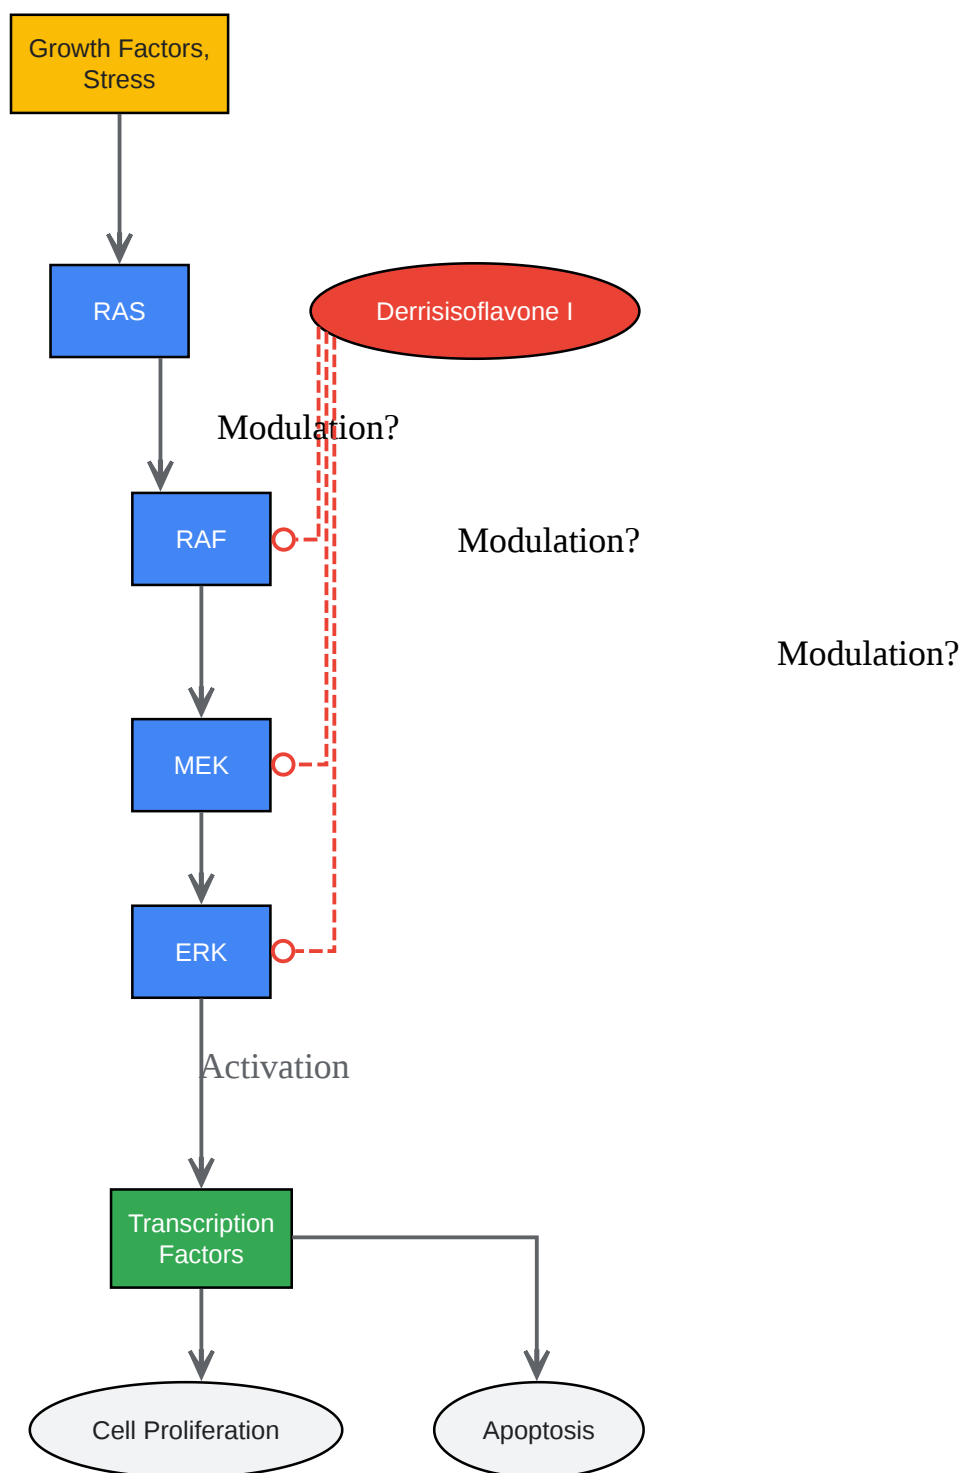 Growth Factors,
Stress
RAS
Derrisisoflavone I
Modulation?
RAF
Modulation?
Modulation?
MEK
ERK
Activation
Transcription
Factors
Cell Proliferation
Apoptosis